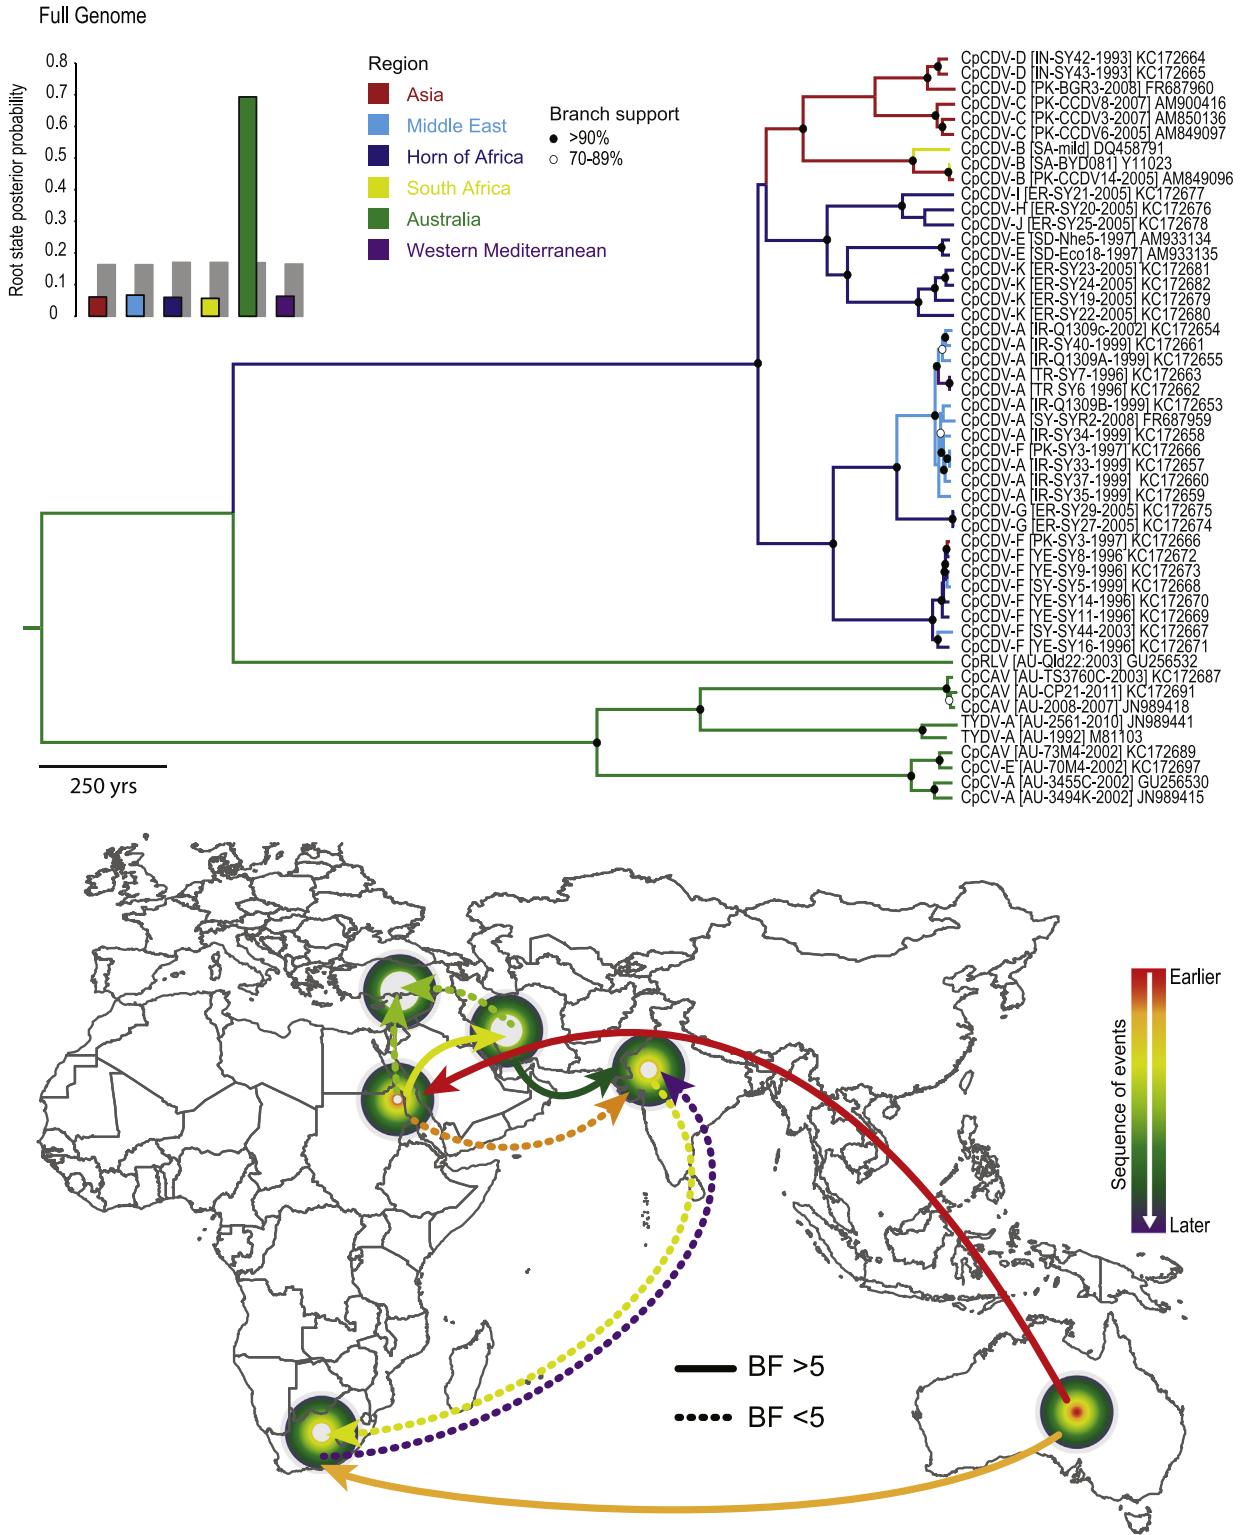 Full Genome
Root state posterior probability
0.8
0.7
0.6
0.5
0.4
0.3
0.2
0.1
0
Region
Asia
Middle East
Horn of Africa
South Africa
Australia
Western Mediterranean
Branch support
>90%
70-89%
CpCDV-D [IN-SY42-1993] KC172664
CpCDV-D [IN-SY43-1993] KC172665
CpCDV-D [PK-BGR3-2008] FR687960
CpCDV-C [PK-CCDV8-2007] AM900416
CpCDV-C [PK-CCDV3-2007] AM850136
CpCDV-C [PK-CCDV6-2005] AM849097
CpCDV-B [SA-mild] DQ458791
CpCDV-B [SA-BYD081] Y11023
CpCDV-B [PK-CCDV14-2005] AM849096
CpCDV-I [ER-SY21-2005] KC172677
CpCDV-H [ER-SY20-2005] KC172676
CpCDV-J [ER-SY25-2005] KC172678
CpCDV-E [SD-Nhe5-1997] AM933134
CpCDV-E [SD-Eco18-1997] AM933135
CpCDV-K [ER-SY23-2005] KC172681
CpCDV-K [ER-SY24-2005] KC172682
CpCDV-K [ER-SY19-2005] KC172679
CpCDV-K [ER-SY22-2005] KC172680
CpCDV-A [IR-Q1309c-2002] KC172654
CpCDV-A [IR-SY40-1999] KC172661
CpCDV-A [IR-Q1309A-1999] KC172655
CpCDV-A [TR-SY7-1996] KC172663
CpCDV-A [TR SY6 1996] KC172662
CpCDV-A [IR-Q1309B-1999] KC172653
CpCDV-A [SY-SYR2-2008] FR687959
CpCDV-A [IR-SY34-1999] KC172658
CpCDV-F [PK-SY3-1997] KC172666
CpCDV-A [IR-SY33-1999] KC172657
CpCDV-A [IR-SY37-1999] KC172660
CpCDV-A [IR-SY35-1999] KC172659
CpCDV-G [ER-SY29-2005] KC172675
CpCDV-G [ER-SY27-2005] KC172674
CpCDV-F [PK-SY3-1997] KC172666
CpCDV-F [YE-SY8-1996 KC172672
CpCDV-F [YE-SY9-1996] KC172673
CpCDV-F [SY-SY5-1999] KC172668
CpCDV-F [YE-SY14-1996] KC172670
CpCDV-F [YE-SY11-1996] KC172669
CpCDV-F [SY-SY44-2003] KC172667
CpCDV-F [YE-SY16-1996] KC172671
CpRLV [AU-Qld22:2003] GU256532
CpCAV [AU-TS3760C-2003] KC172687
CpCAV [AU-CP21-2011] KC172691
CpCAV [AU-2008-2007] JN989418
TYDV-A [AU-2561-2010] JN989441
TYDV-A [AU-1992] M81103
CpCAV [AU-73M4-2002] KC172689
CpCV-E [AU-70M4-2002] KC172697
CpCV-A [AU-3455C-2002] GU256530
CpCV-A [AU-3494K-2002] JN989415
250 yrs
Earlier
Sequence of events
Later
BF >5
BF <5